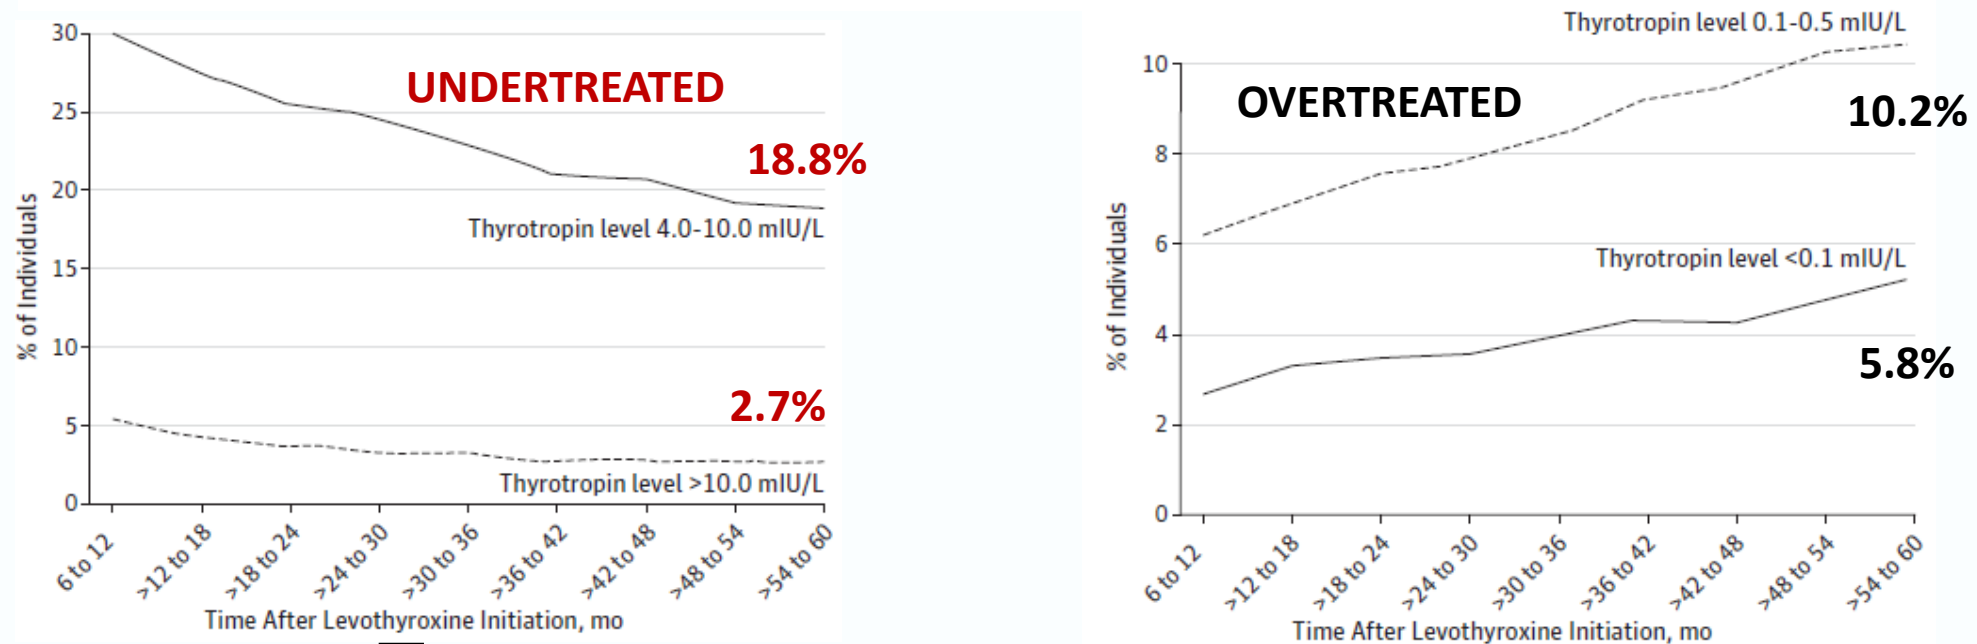 30
25
20
15
10
5
0
% of Individuals
UNDERTREATED
18.8%
Thyrotropin level 4.0-10.0 mIU/L
2.7%
Thyrotropin level >10.0 mIU/L
6 to 12
>12 to 18
>18 to 24
>24 to 30
>30 to 36
>36 to 42
>42 to 48
>48 to 54
>54 to 60
Time After Levothyroxine Initiation, mo
Thyrotropin level 0.1-0.5 mIU/L
10
8
6
4
2
0
% of Individuals
OVERTREATED
10.2%
Thyrotropin level <0.1 mIU/L
5.8%
6 to 12
>12 to 18
>18 to 24
>24 to 30
>30 to 36
>36 to 42
>42 to 48
>48 to 54
>54 to 60
Time After Levothyroxine Initiation, mo